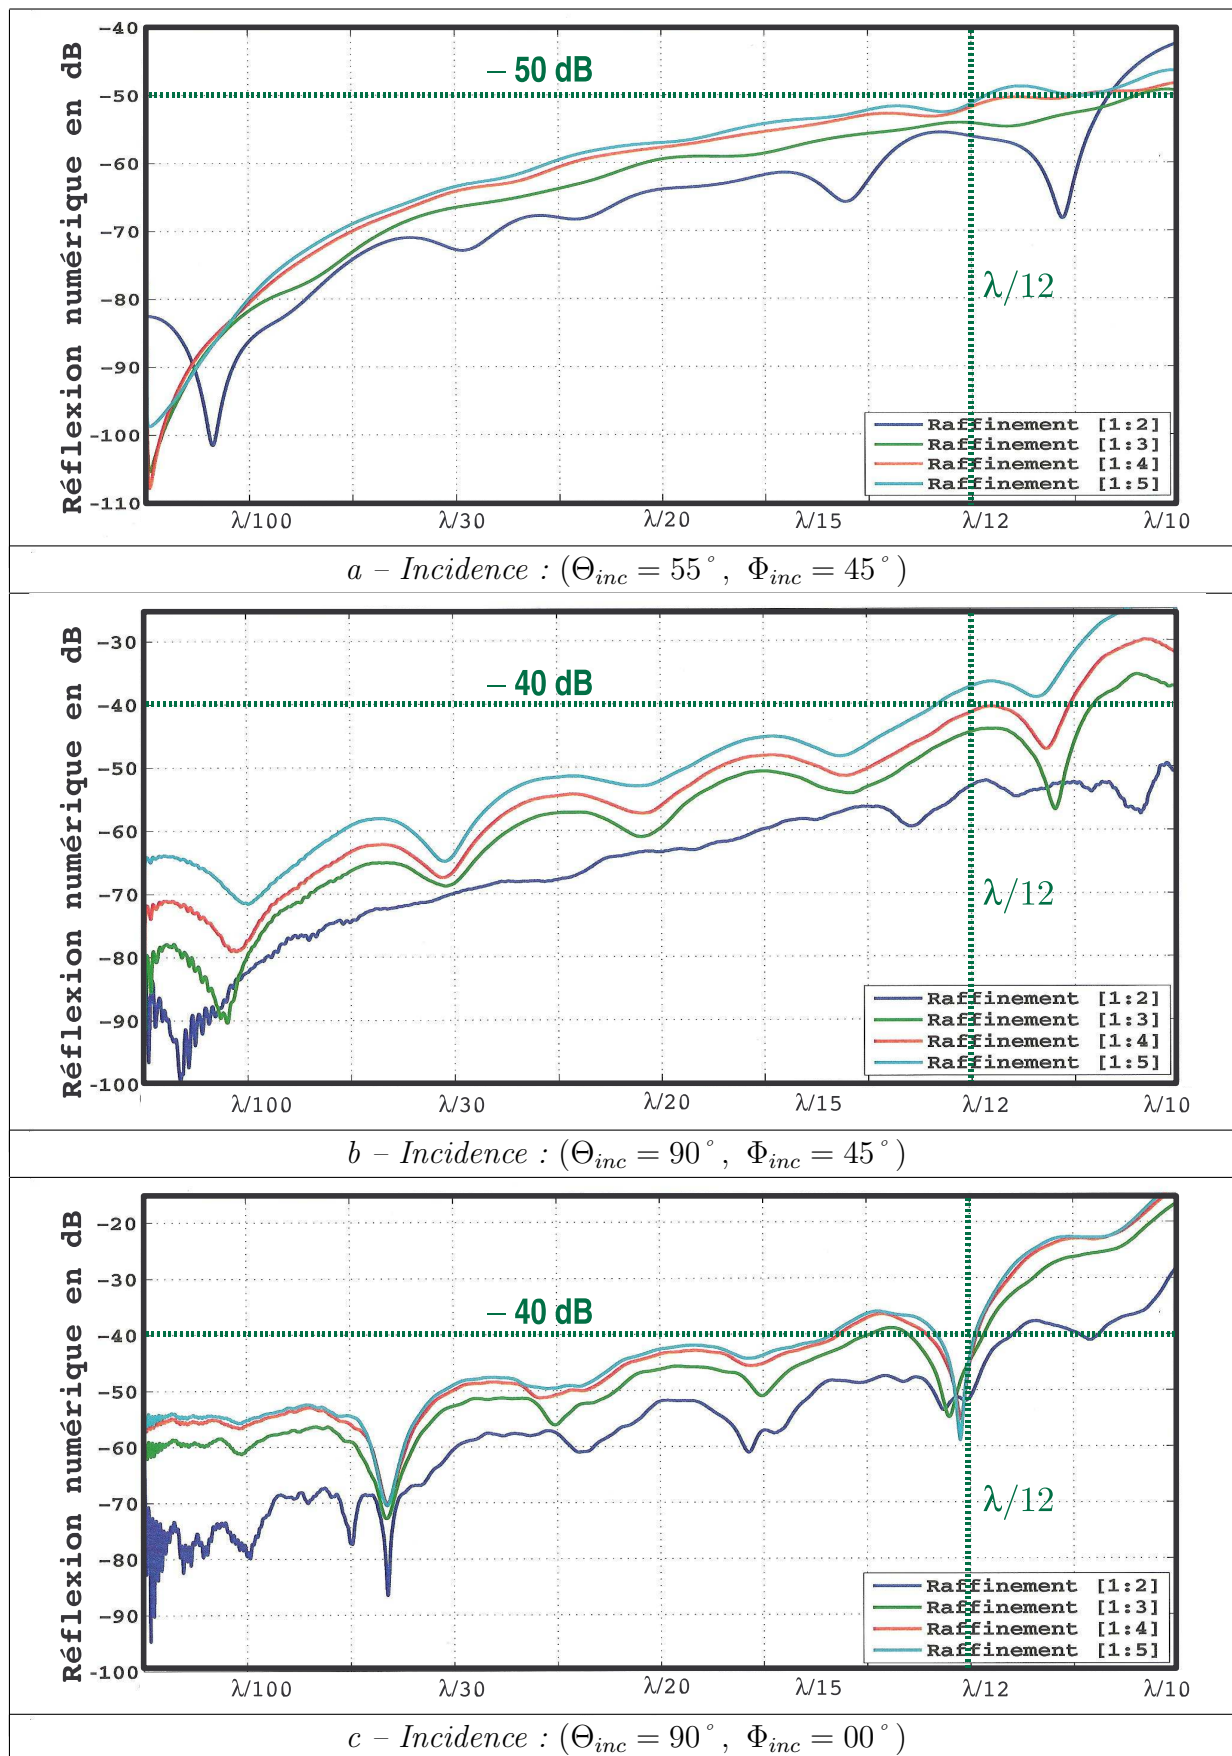 Réflexion numérique en dB
-40
-50
-60
-70
-80
-90
-100
-110
– 50 dB
λ/12
Raffinement [1:2]
Raffinement [1:3]
Raffinement [1:4]
Raffinement [1:5]
λ/100 λ/30 λ/20 λ/15 λ/12 λ/10
a – Incidence : (Θinc = 55°, Φinc = 45°)
Réflexion numérique en dB
-30
-40
-50
-60
-70
-80
-90
-100
– 40 dB
λ/12
Raffinement [1:2]
Raffinement [1:3]
Raffinement [1:4]
Raffinement [1:5]
λ/100 λ/30 λ/20 λ/15 λ/12 λ/10
b – Incidence : (Θinc = 90°, Φinc = 45°)
Réflexion numérique en dB
-20
-30
-40
-50
-60
-70
-80
-90
-100
– 40 dB
λ/12
Raffinement [1:2]
Raffinement [1:3]
Raffinement [1:4]
Raffinement [1:5]
λ/100 λ/30 λ/20 λ/15 λ/12 λ/10
c – Incidence : (Θinc = 90°, Φinc = 00°)